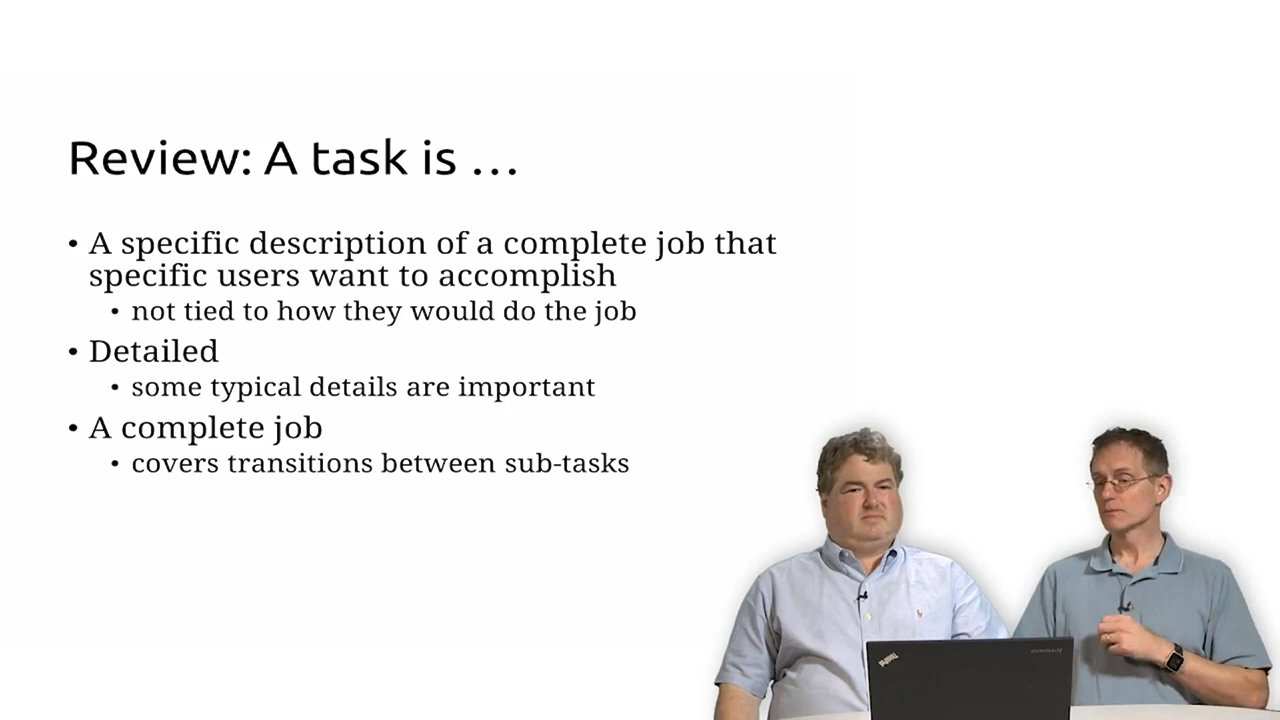 Review: A task is …
• A specific description of a complete job that
specific users want to accomplish
• not tied to how they would do the job
• Detailed
• some typical details are important
• A complete job
• covers transitions between sub-tasks